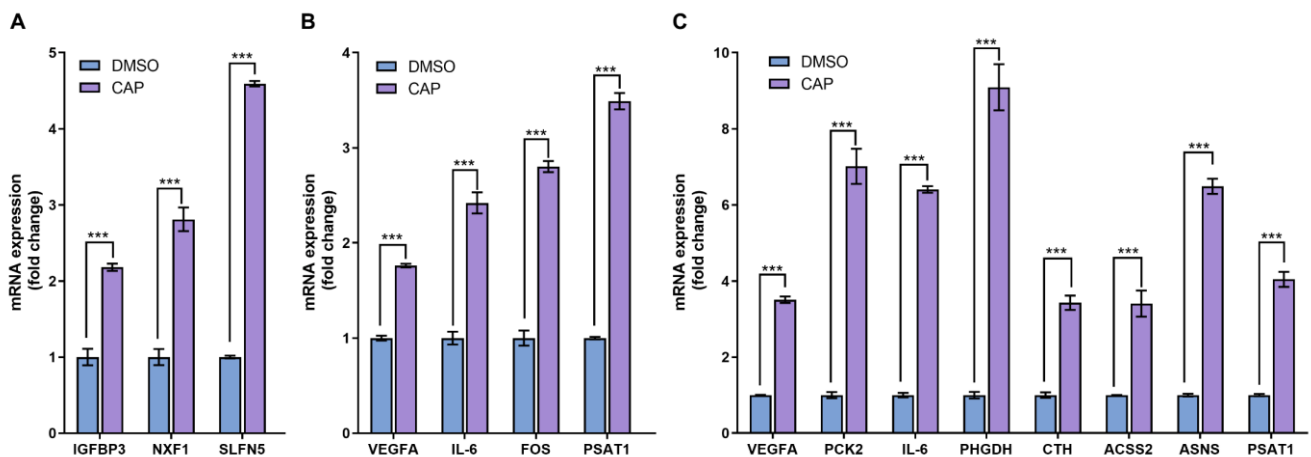 A
mRNA expression
(fold change)
5
4
3
2
1
0
DMSO
CAP
***
***
***
IGFBP3 NXF1 SLFN5
B
mRNA expression
(fold change)
4
3
2
1
0
DMSO
CAP
***
***
***
***
VEGFA IL-6 FOS PSAT1
C
mRNA expression
(fold change)
10
8
6
4
2
0
DMSO
CAP
***
***
***
***
***
***
***
***
VEGFA PCK2 IL-6 PHGDH CTH ACSS2 ASNS PSAT1